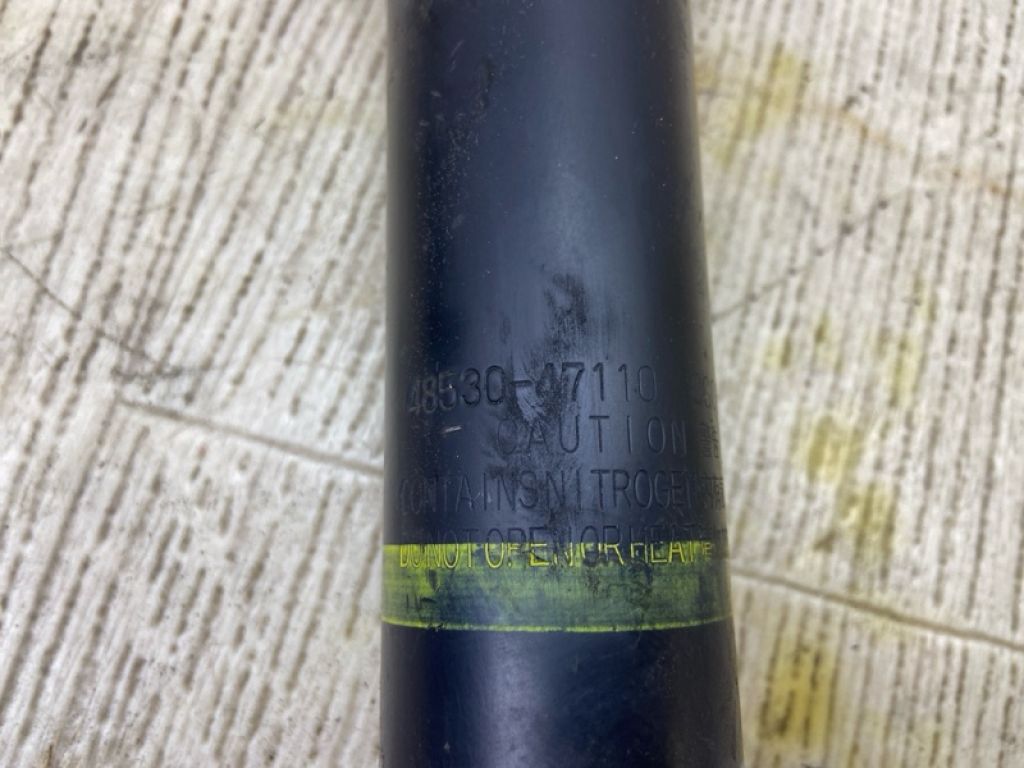 48530-47110
CAUTION
CONTAINS NITROGEN
DO NOT OPEN OR HEAT